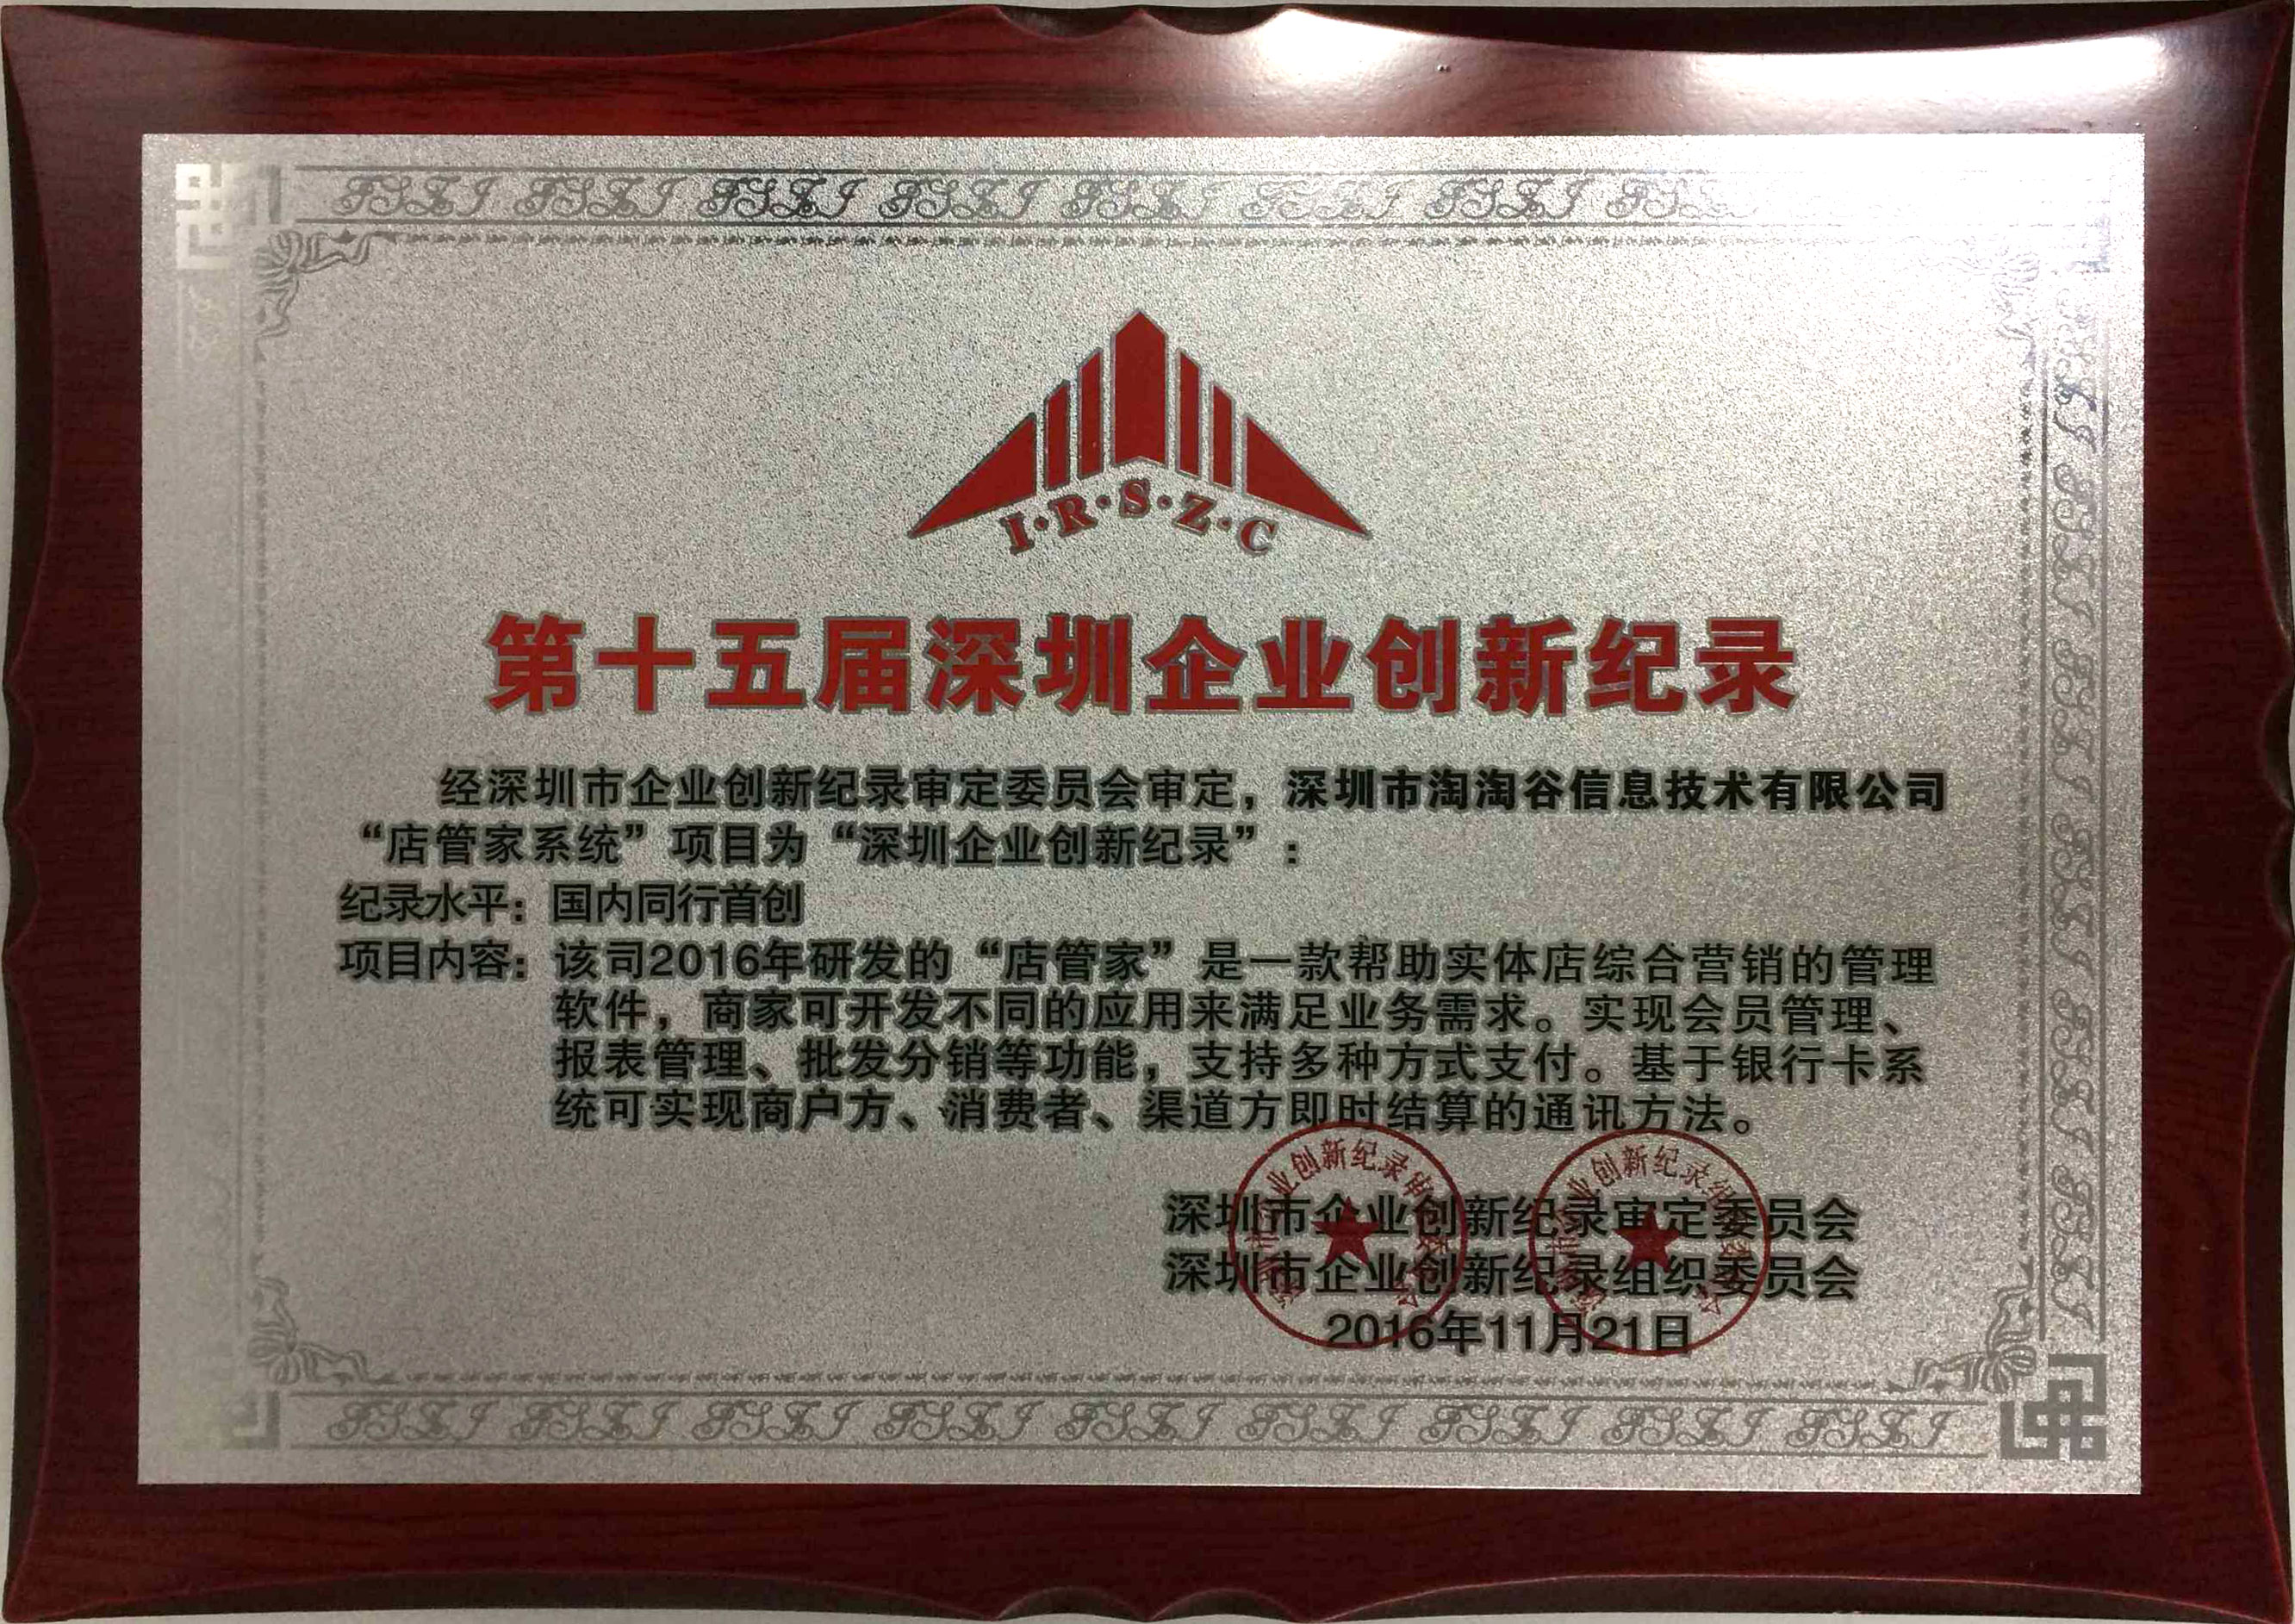 I·R·S·Z·C
第十五届深圳企业创新纪录
经深圳市企业创新纪录审定委员会审定，深圳市淘淘谷信息技术有限公司
“店管家系统”项目为“深圳企业创新纪录”：
纪录水平：国内同行首创
项目内容：该司2016年研发的“店管家”是一款帮助实体店综合营销的管理
软件，商家可开发不同的应用来满足业务需求。实现会员管理、
报表管理、批发分销等功能，支持多种方式支付。基于银行卡系
统可实现商户方、消费者、渠道方即时结算的通讯方法。
深圳市企业创新纪录审定委员会
深圳市企业创新纪录组织委员会
2016年11月21日